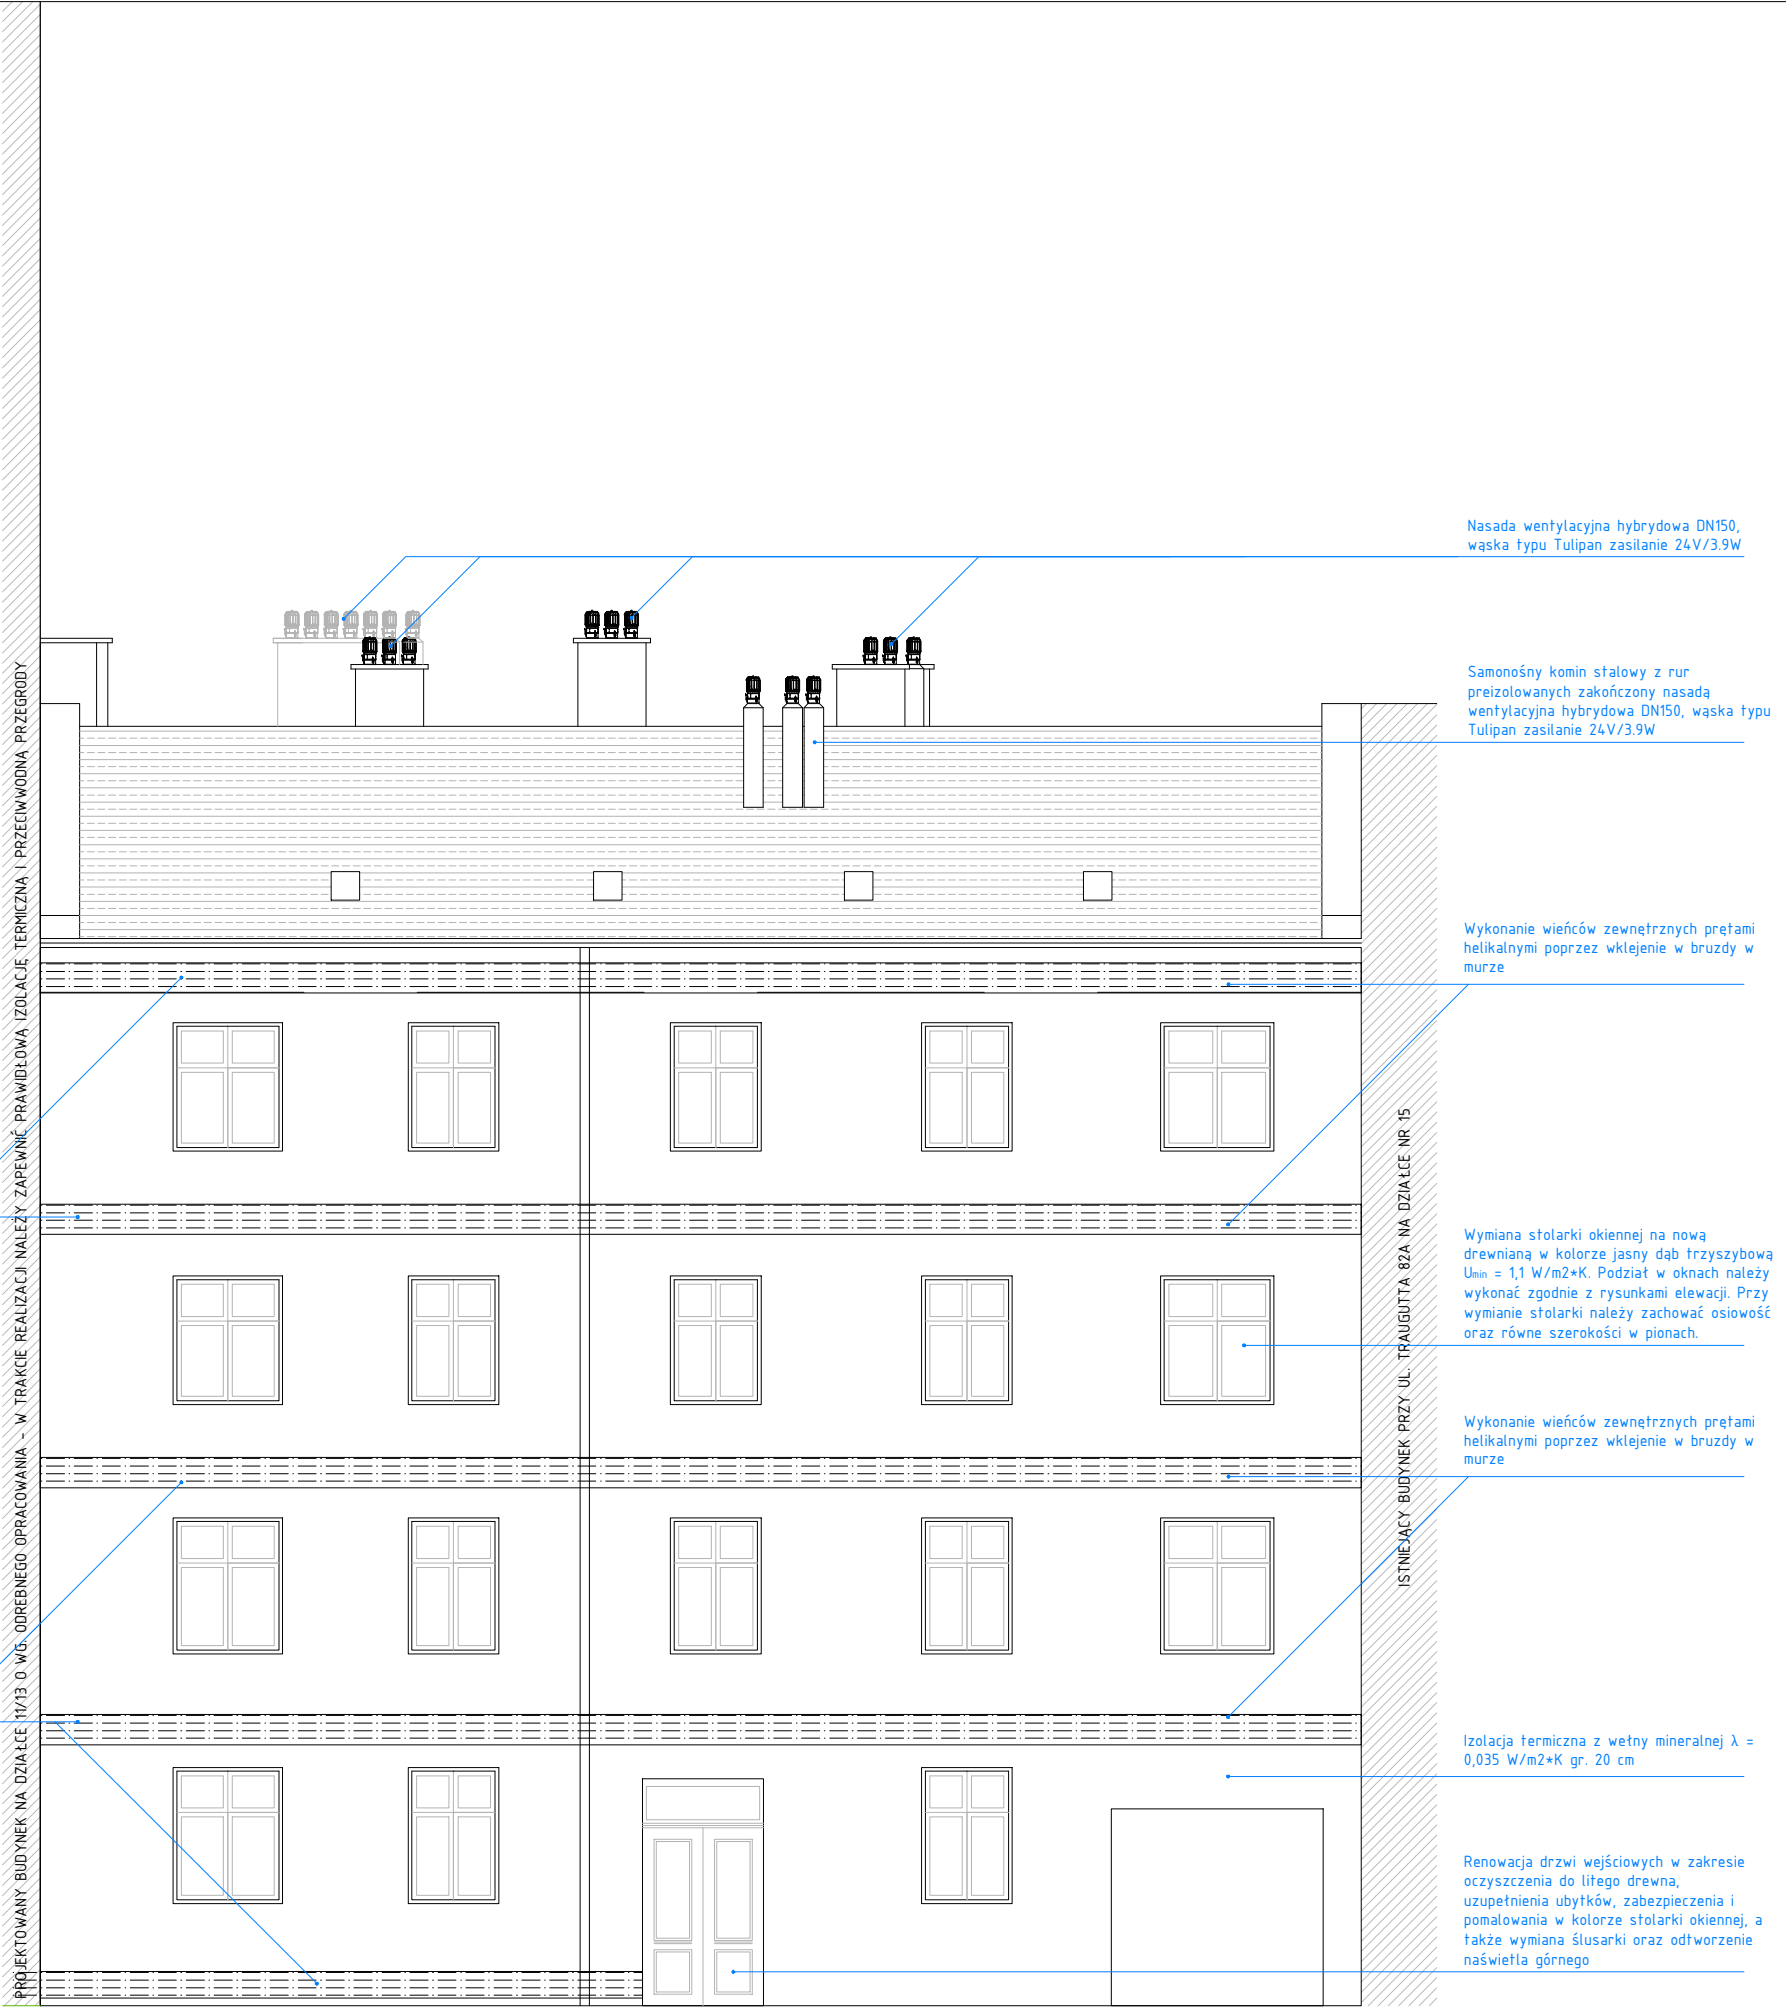 Nasada wentylacyjna hybrydowa DN150,
wąska typu Tulipan zasilanie 24V/3.9W
Samonośny komin stalowy z rur
preizolowanych zakończony nasadą
wentylacyjna hybrydowa DN150, wąska typu
Tulipan zasilanie 24V/3.9W
Wykonanie wieńców zewnętrznych prętami
helikalnymi poprzez wklejenie w bruzdy w
murze
Wymiana stolarki okiennej na nową
drewnianą w kolorze jasny dąb trzyszybową
Umin = 1,1 W/m2*K. Podział w oknach należy
wykonać zgodnie z rysunkami elewacji. Przy
wymianie stolarki należy zachować osiowość
oraz równe szerokości w pionach.
Wykonanie wieńców zewnętrznych prętami
helikalnymi poprzez wklejenie w bruzdy w
murze
Izolacja termiczna z wełny mineralnej λ =
0,035 W/m2*K gr. 20 cm
Renowacja drzwi wejściowych w zakresie
oczyszczenia do litego drewna,
uzupełnienia ubytków, zabezpieczenia i
pomalowania w kolorze stolarki okiennej, a
także wymiana ślusarki oraz odtworzenie
naświetla górnego
PROJEKTOWANY BUDYNEK NA DZIAŁCE 11/13 O WG. ODREBNEGO OPRACOWANIA - W TRAKCIE REALIZACJI NALEŻY ZAPEWNIĆ PRAWIDŁOWĄ IZOLACJĘ TERMICZNĄ I PRZECIWWODNĄ PRZEGRODY
ISTNIEJĄCY BUDYNEK PRZY UL. TRAUGUTTA 82A NA DZIAŁCE NR 15